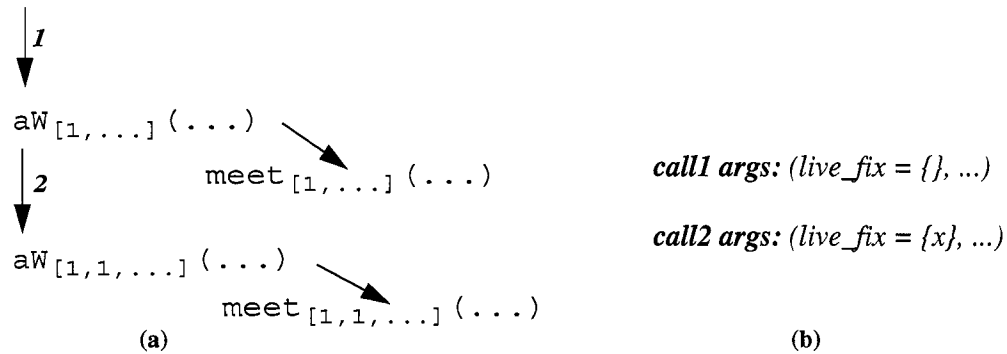 1
aW[1,...](...)
meet[1,...](...)
2
aW[1,1,...](...)
meet[1,1,...](...)
(a)
call1 args: (live_fix = {}, ...)
call2 args: (live_fix = {x}, ...)
(b)